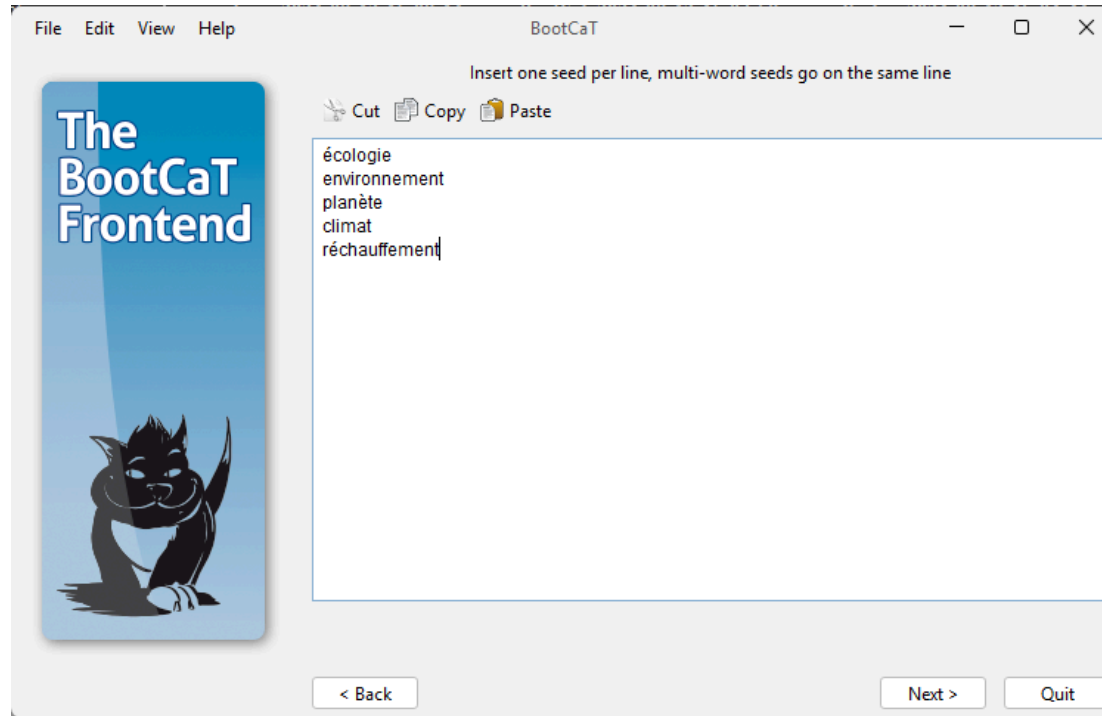 File Edit View Help BootCaT
Insert one seed per line, multi-word seeds go on the same line
Cut Copy Paste
The
BootCaT
Frontend
écologie
environnement
planète
climat
réchauffement
< Back Next > Quit